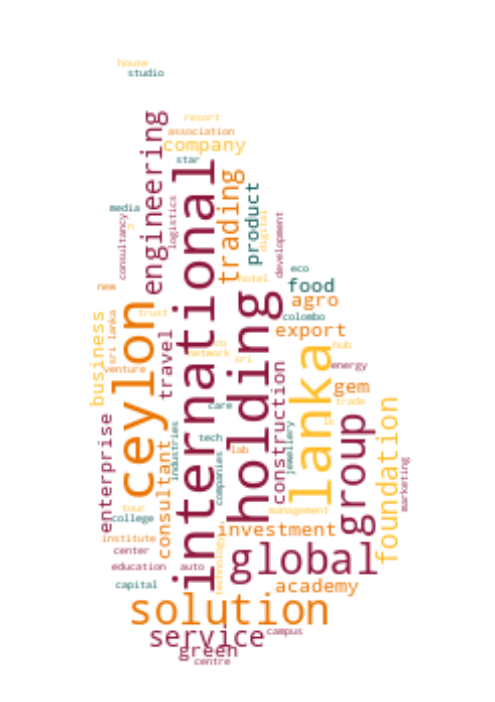 house
studio
resort
engineering
association
company
star
international
trading
product
media
logistics
digital
consultancy
n
development
eco
hotel
food
new
holding
agro
ceylon
trust
colombo
business
sri lanka
export
travel
co
network
hub
lanka
sri
venture
energy
construction
gem
trade
care
group
foundation
enterprise
lk
jewellery
industries
tech
consultant
lab
companies
marketing
tour
management
college
investment
institute
technology
center
global
education
auto
capital
academy
solution
service
campus
green
centre